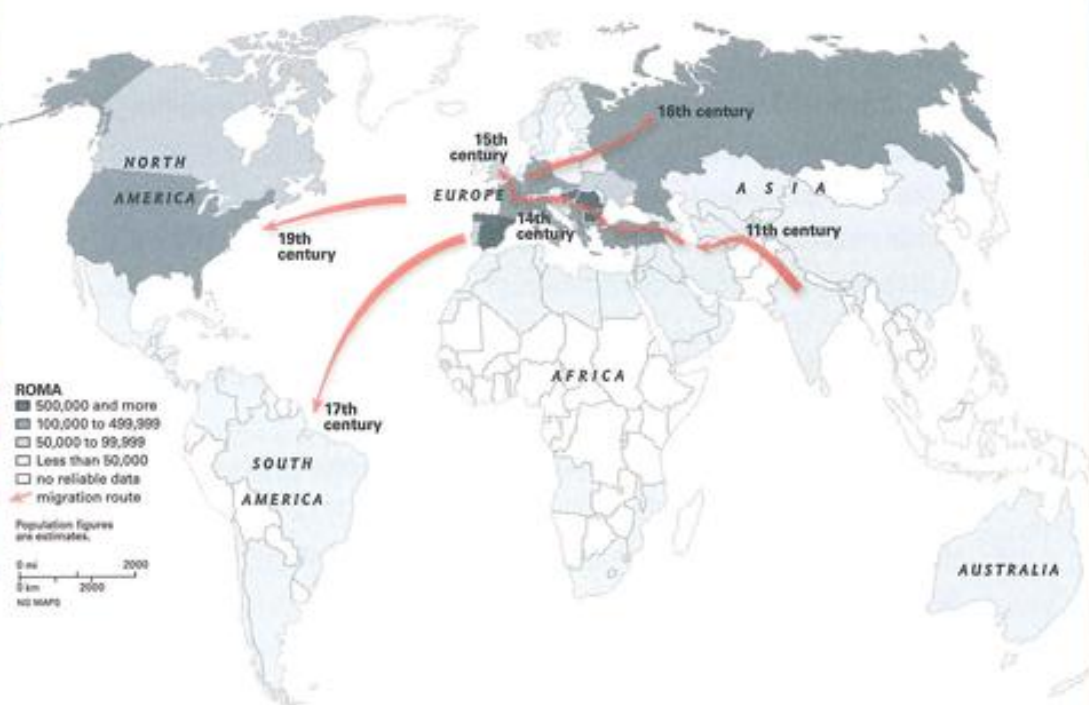 NORTH
AMERICA
15th
century
EUROPE
16th century
ASIA
14th
century
11th century
19th
century
AFRICA
17th
century
SOUTH
AMERICA
AUSTRALIA
ROMA
500,000 and more
100,000 to 499,999
50,000 to 99,999
Less than 50,000
no reliable data
migration route
Population figures
are estimates.
0 mi 2000
0 km 2000
NG MAPS